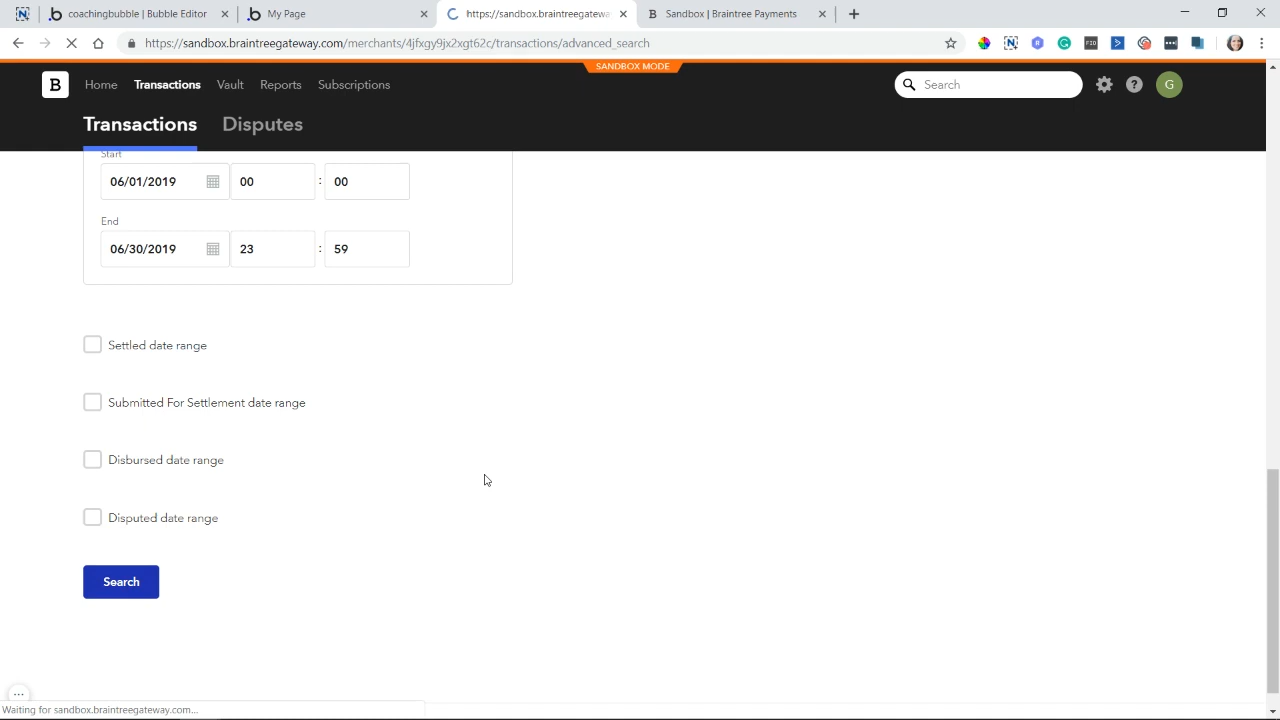 coachingbubble | Bubble Editor
My Page
https://sandbox.braintreegatewa
Sandbox | Braintree Payments
https://sandbox.braintreegateway.com/merchants/4jfxgy9jx2xgt62c/transactions/advanced_search
SANDBOX MODE
B
Home
Transactions
Vault
Reports
Subscriptions
Search
G
Transactions
Disputes
Start
06/01/2019
00
:
00
End
06/30/2019
23
:
59
Settled date range
Submitted For Settlement date range
Disbursed date range
Disputed date range
Search
Waiting for sandbox.braintreegateway.com...